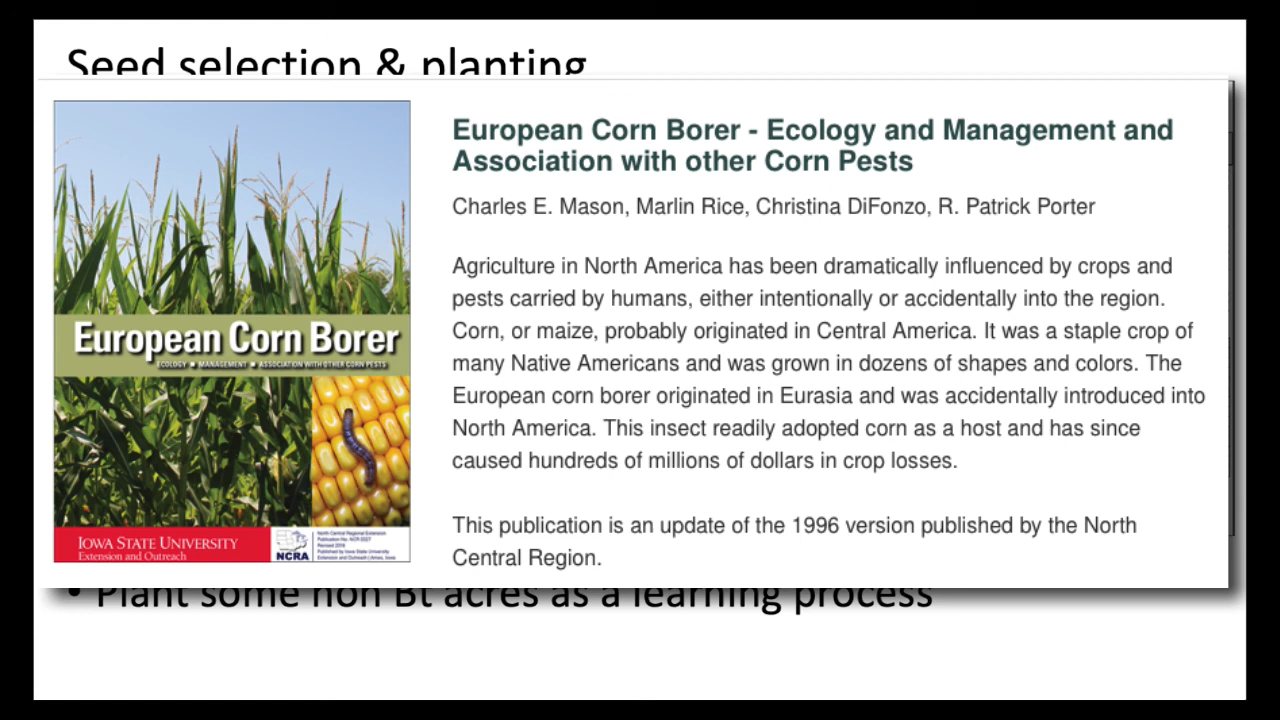 Seed selection & planting
European Corn Borer - Ecology and Management and
Association with other Corn Pests
Charles E. Mason, Marlin Rice, Christina DiFonzo, R. Patrick Porter
Agriculture in North America has been dramatically influenced by crops and
pests carried by humans, either intentionally or accidentally into the region.
Corn, or maize, probably originated in Central America. It was a staple crop of
many Native Americans and was grown in dozens of shapes and colors. The
European corn borer originated in Eurasia and was accidentally introduced into
North America. This insect readily adopted corn as a host and has since
caused hundreds of millions of dollars in crop losses.
This publication is an update of the 1996 version published by the North
Central Region.
European Corn Borer
ECOLOGY ■ MANAGEMENT ■ ASSOCIATION WITH OTHER CORN PESTS
IOWA STATE UNIVERSITY
Extension and Outreach
NCRA
North Central Regional Extension
Publication No. NCR 0327
Revised 2018
Published by Iowa State University
Extension and Outreach | Ames, Iowa
• Plant some non Bt acres as a learning process